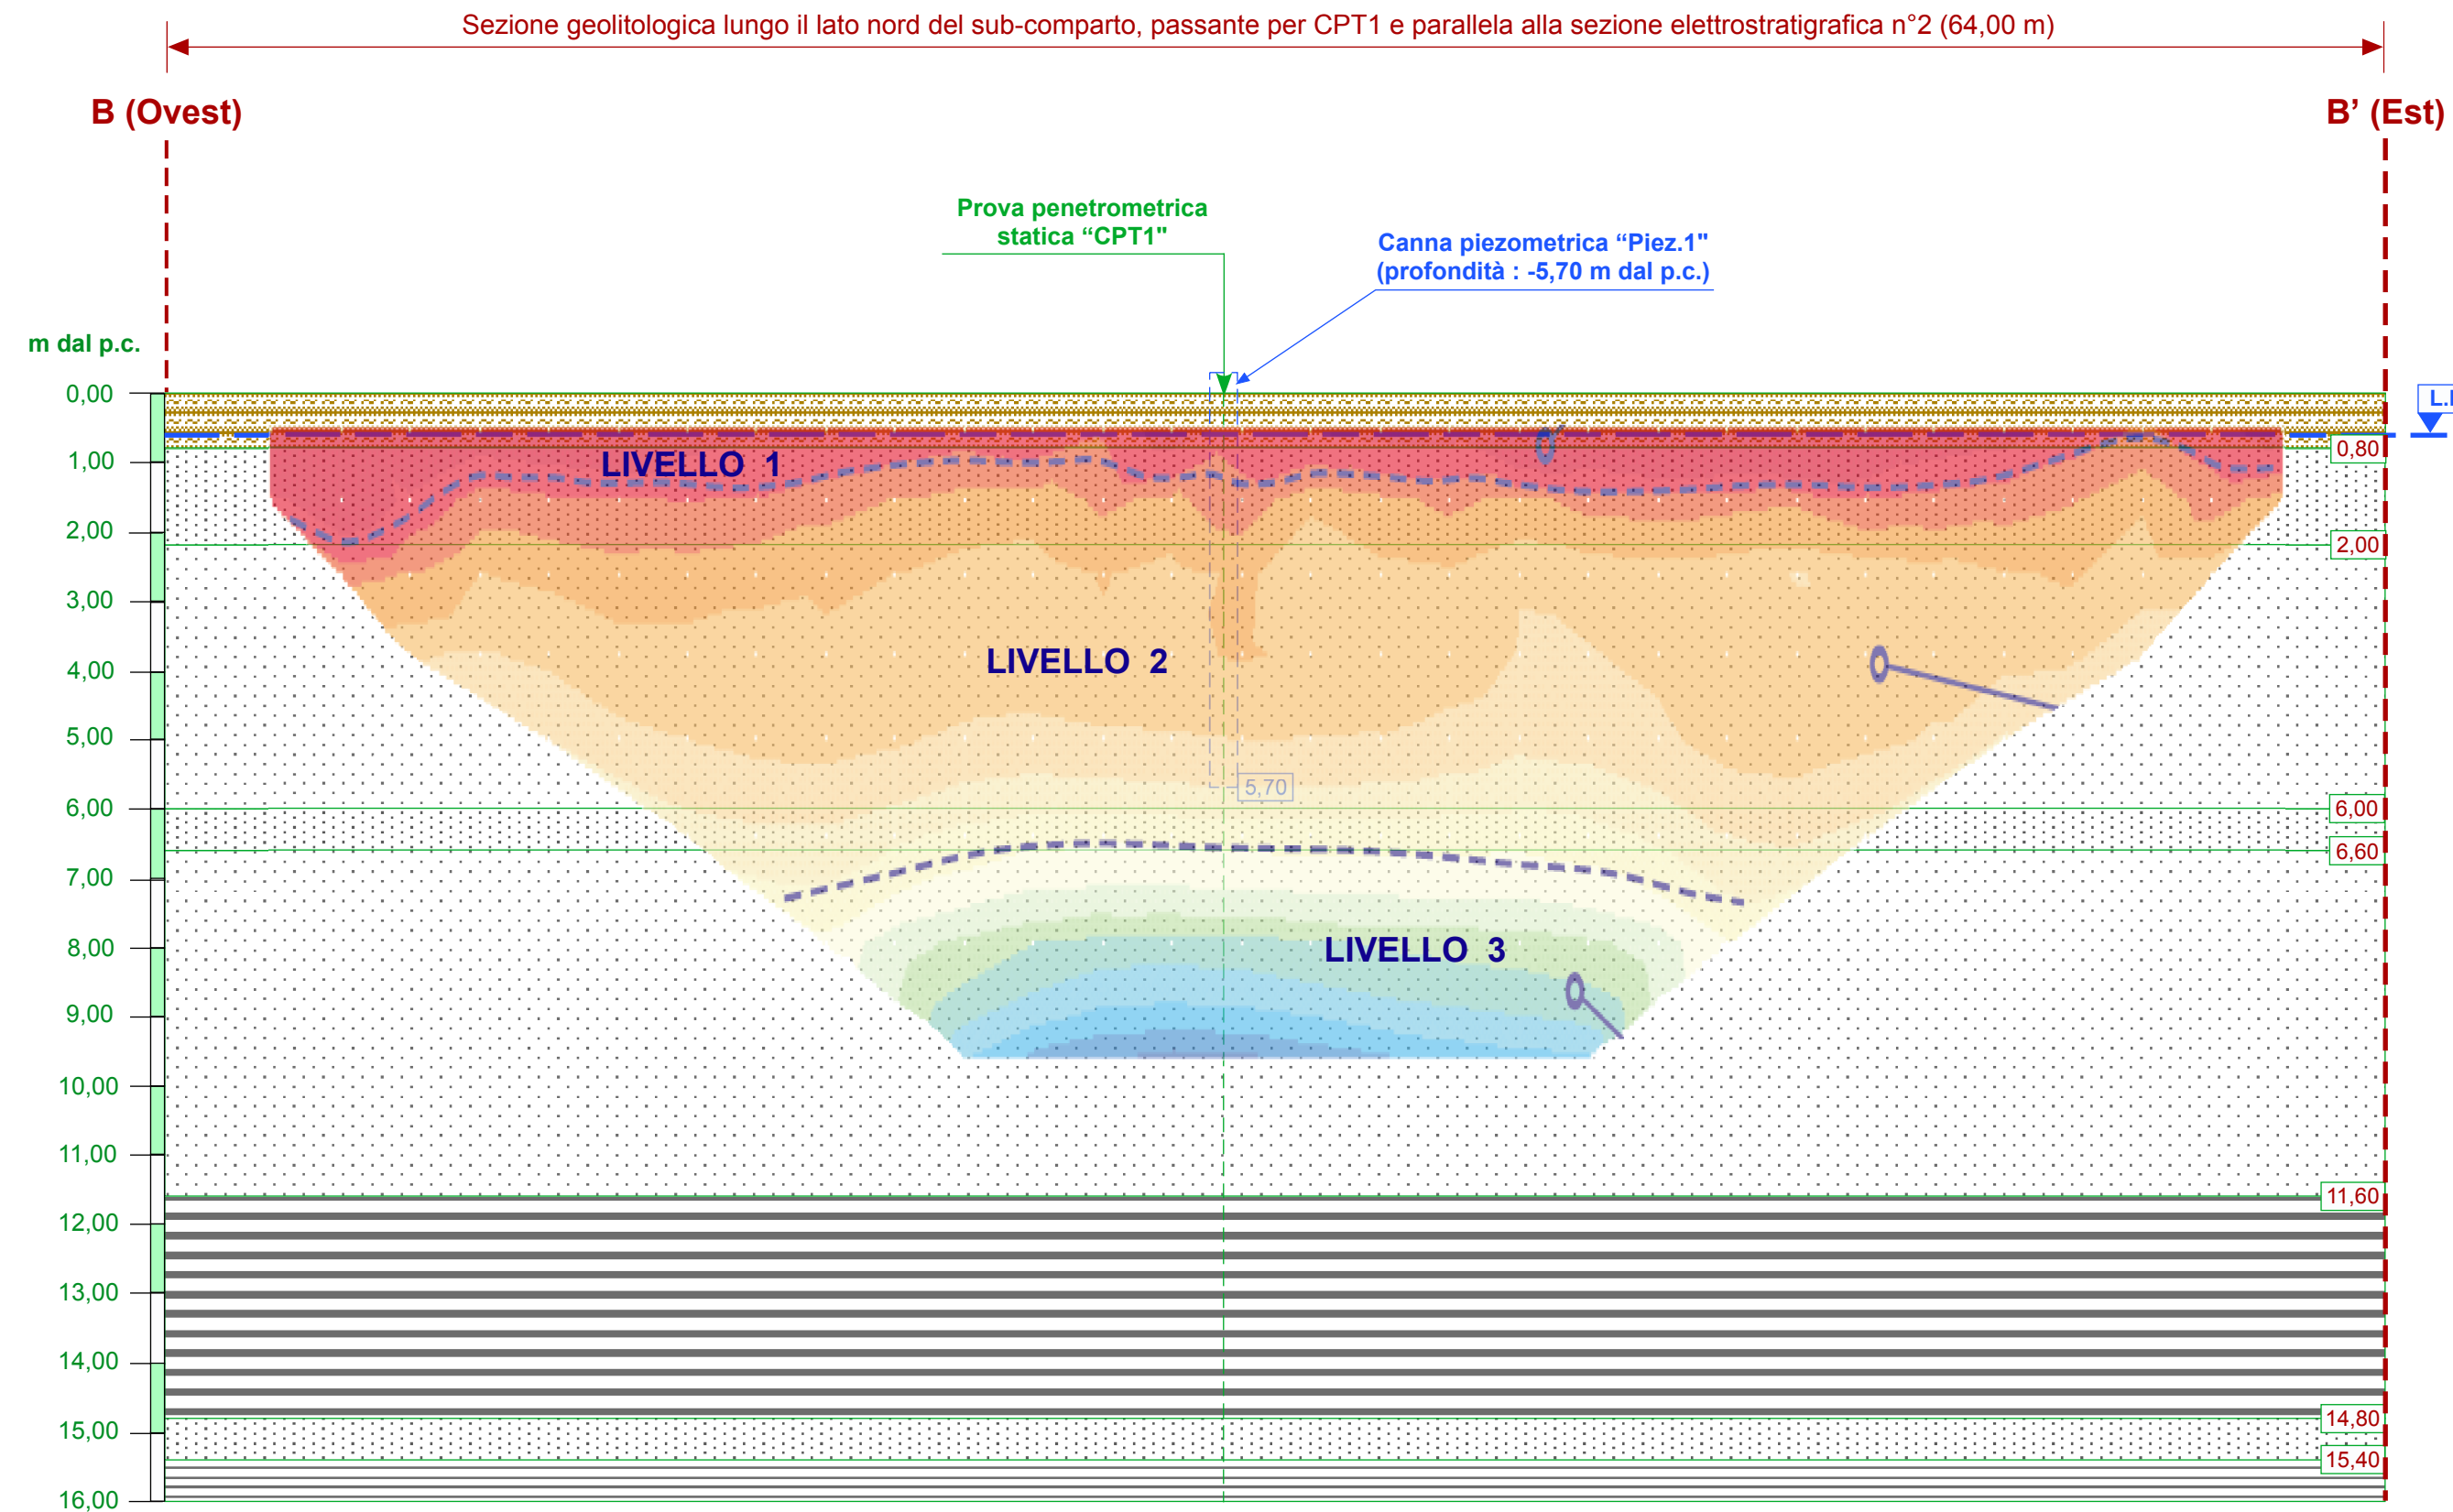 Sezione geolitologica lungo il lato nord del sub-comparto, passante per CPT1 e parallela alla sezione elettrostratigrafica n°2 (64,00 m)
B (Ovest)
B’ (Est)
Prova penetrometrica
statica “CPT1"
Canna piezometrica “Piez.1"
(profondità : -5,70 m dal p.c.)
m dal p.c.
0,00
1,00
2,00
3,00
4,00
5,00
6,00
7,00
8,00
9,00
10,00
11,00
12,00
13,00
14,00
15,00
16,00
LIVELLO 1
LIVELLO 2
5,70
LIVELLO 3
0,80
2,00
6,00
6,60
11,60
14,80
15,40